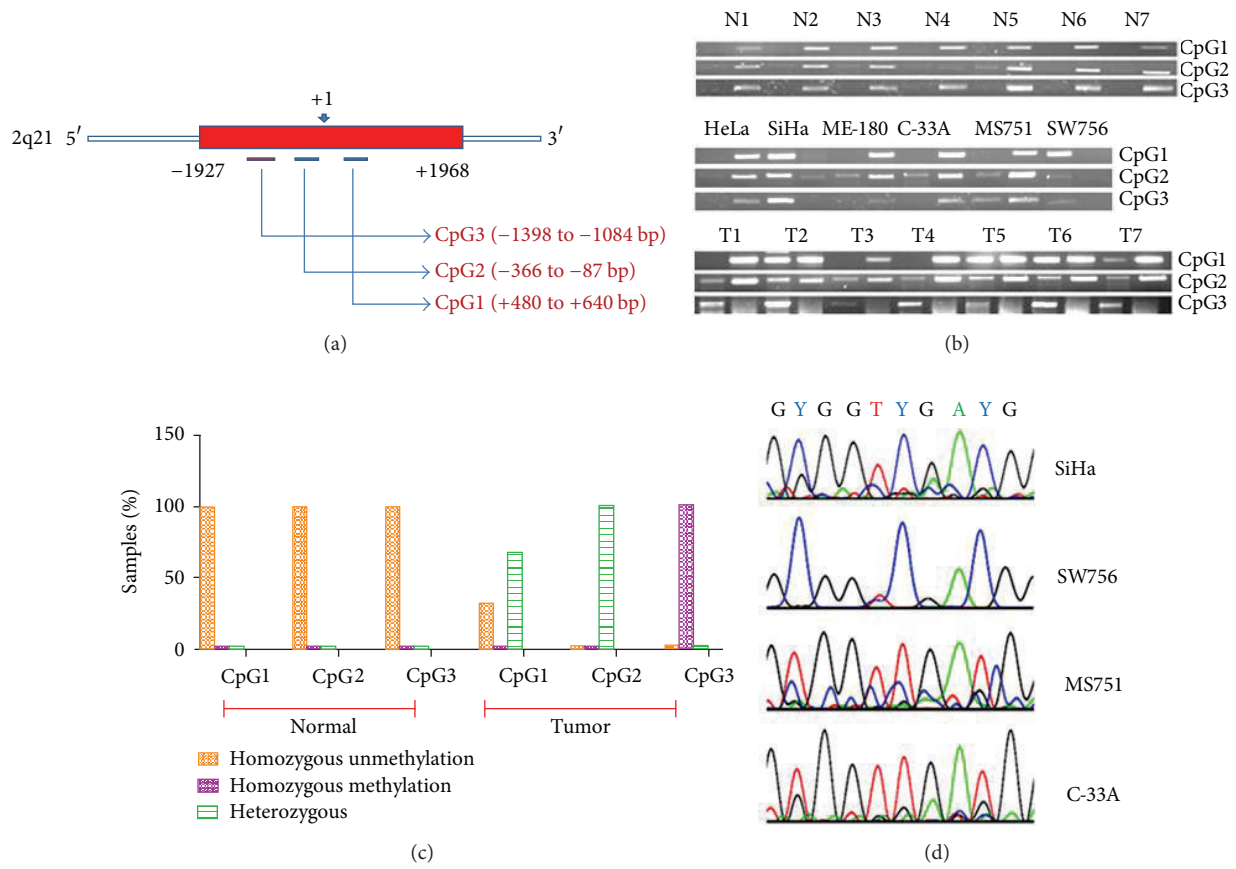 +1
2q21 5′ 3′
−1927 +1968
CpG3 (−1398 to −1084 bp)
CpG2 (−366 to −87 bp)
CpG1 (+480 to +640 bp)
(a)
N1 N2 N3 N4 N5 N6 N7
CpG1
CpG2
CpG3
HeLa SiHa ME-180 C-33A MS751 SW756
CpG1
CpG2
CpG3
T1 T2 T3 T4 T5 T6 T7
CpG1
CpG2
CpG3
(b)
Samples (%)
150
100
50
0
CpG1 CpG2 CpG3 CpG1 CpG2 CpG3
Normal Tumor
Homozygous unmethylation
Homozygous methylation
Heterozygous
(c)
G Y G G T Y G A Y G
SiHa
SW756
MS751
C-33A
(d)